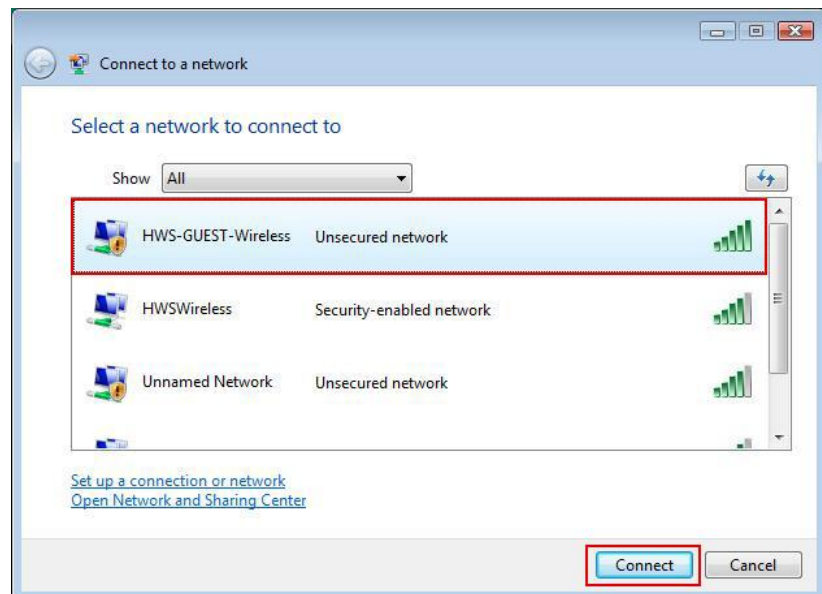 Connect to a network
Select a network to connect to
Show All
HWS-GUEST-Wireless Unsecured network
HWSWireless Security-enabled network
Unnamed Network Unsecured network
Set up a connection or network
Open Network and Sharing Center
Connect Cancel